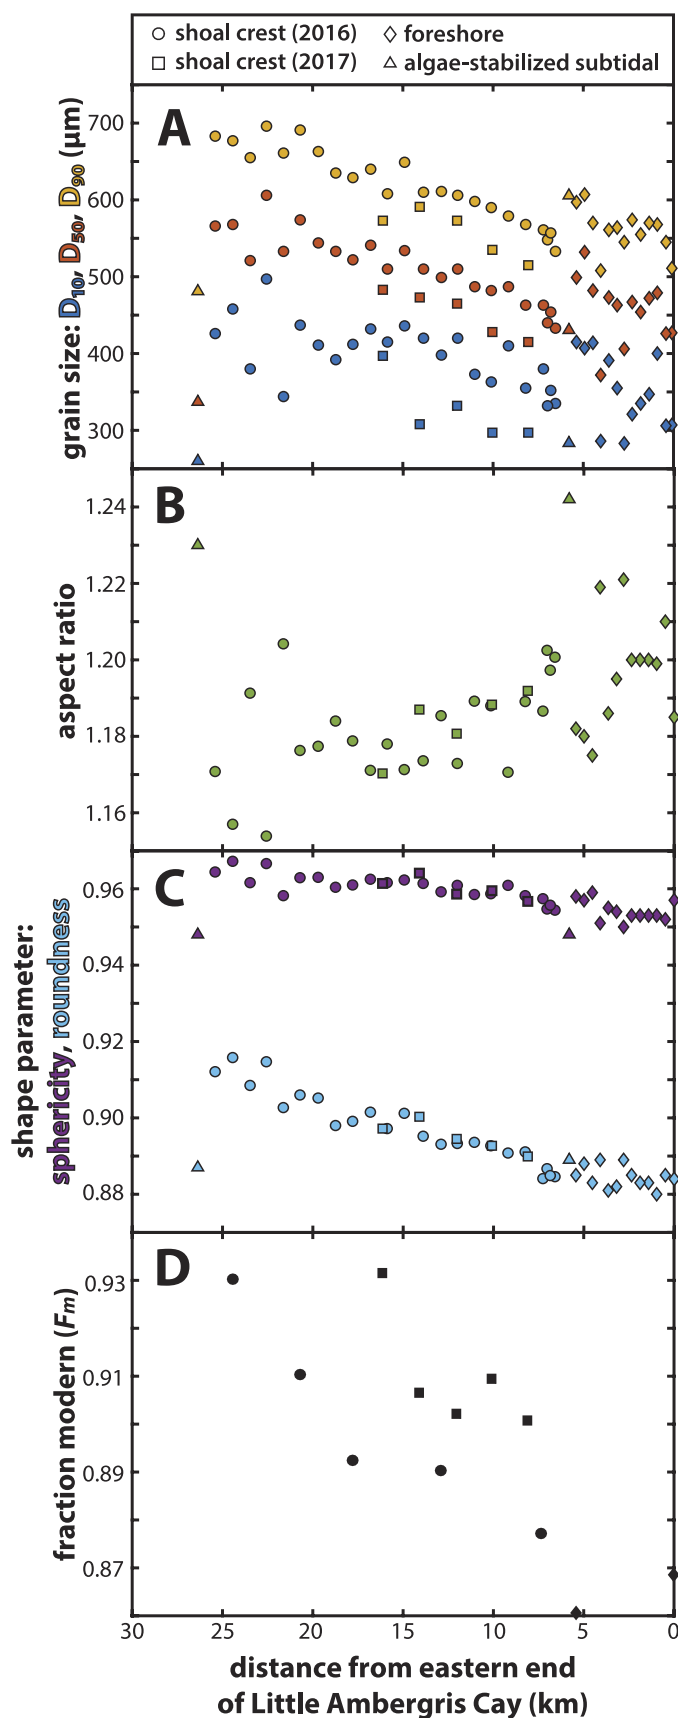 shoal crest (2016) foreshore
shoal crest (2017) algae-stabilized subtidal
A
grain size: D10, D50, D90 (μm)
700
600
500
400
300
B
aspect ratio
1.24
1.22
1.20
1.18
1.16
C
shape parameter:
sphericity, roundness
0.96
0.94
0.92
0.90
0.88
D
fraction modern (Fm)
0.93
0.91
0.89
0.87
30 25 20 15 10 5 0
distance from eastern end
of Little Ambergris Cay (km)